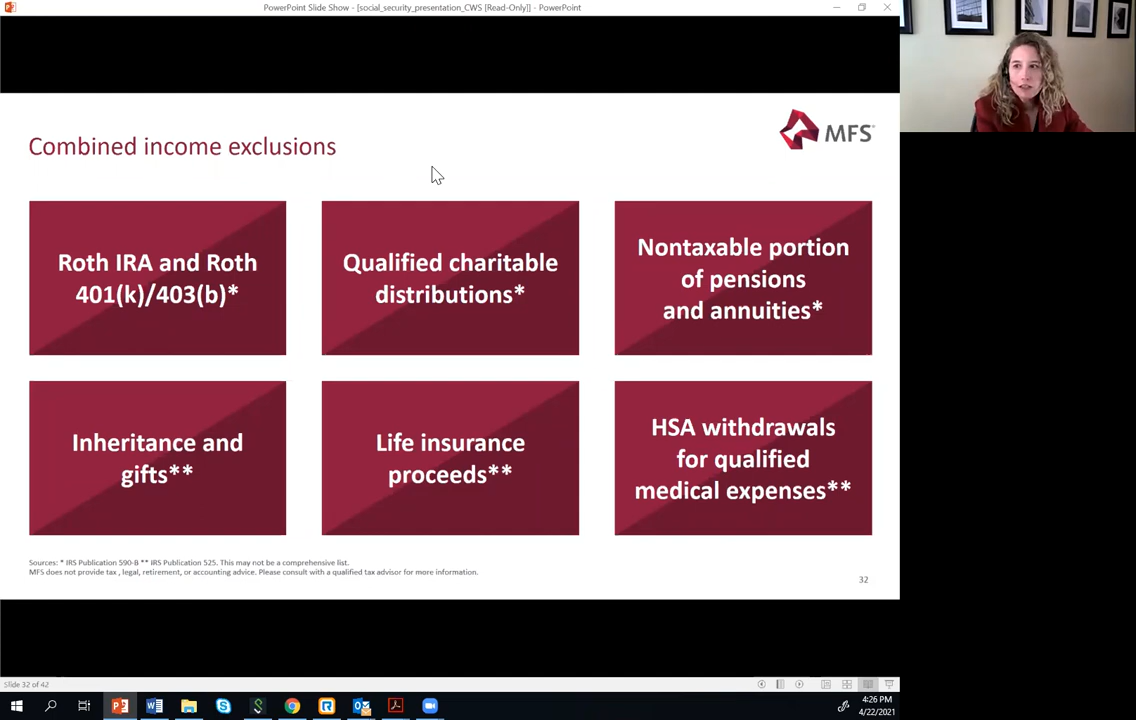 PowerPoint Slide Show - [social_security_presentation_CWS [Read-Only]] - PowerPoint
MFS
Combined income exclusions
Roth IRA and Roth
401(k)/403(b)*
Qualified charitable
distributions*
Nontaxable portion
of pensions
and annuities*
Inheritance and
gifts**
Life insurance
proceeds**
HSA withdrawals
for qualified
medical expenses**
Sources: * IRS Publication 590-B ** IRS Publication 525. This may not be a comprehensive list.
MFS does not provide tax , legal, retirement, or accounting advice. Please consult with a qualified tax advisor for more information.
32
Slide 32 of 42
4:26 PM
4/22/2021